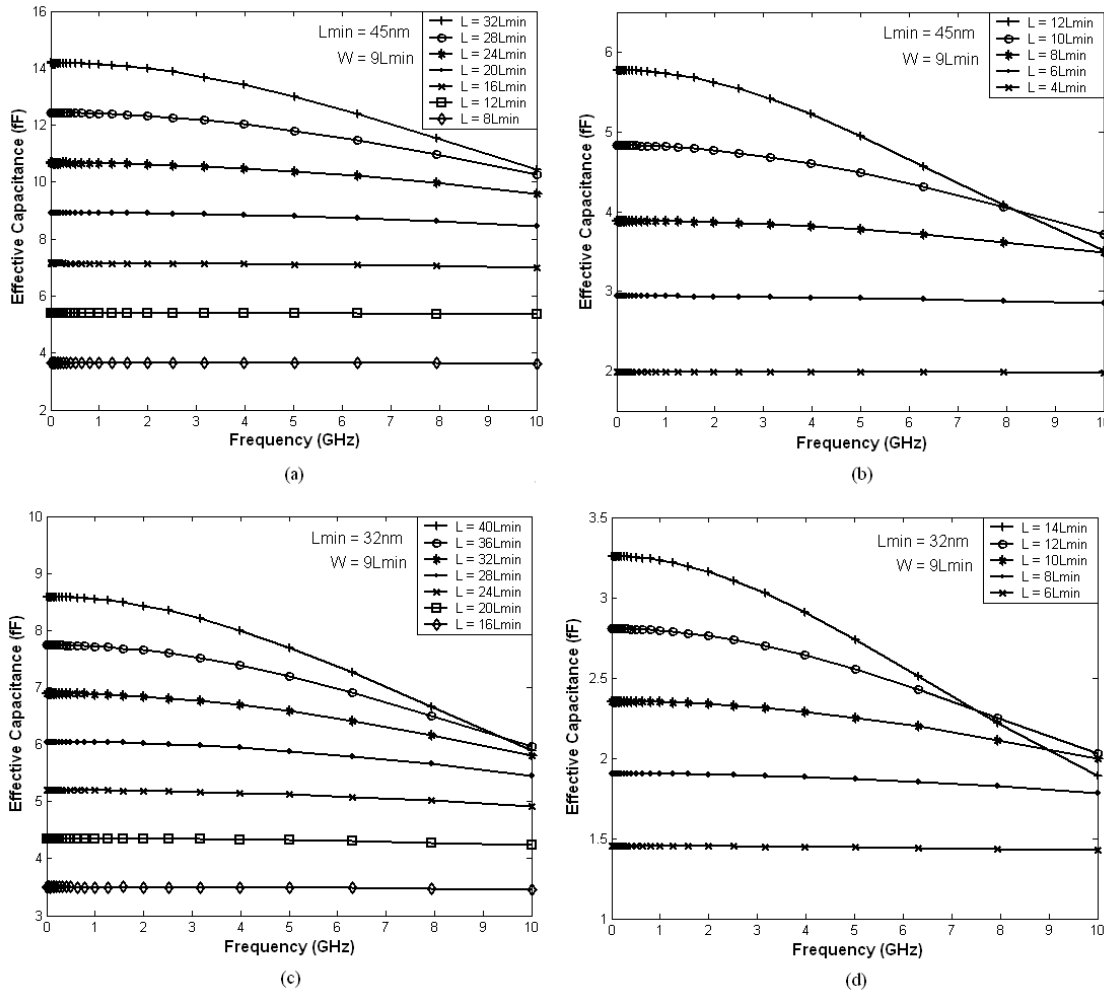 16
14
12
10
8
6
4
2
Effective Capacitance (fF)
0 1 2 3 4 5 6 7 8 9 10
Frequency (GHz)
Lmin = 45nm
W = 9Lmin
L = 32Lmin
L = 28Lmin
L = 24Lmin
L = 20Lmin
L = 16Lmin
L = 12Lmin
L = 8Lmin
(a)
6
5
4
3
2
Effective Capacitance (fF)
0 1 2 3 4 5 6 7 8 9 10
Frequency (GHz)
Lmin = 45nm
W = 9Lmin
L = 12Lmin
L = 10Lmin
L = 8Lmin
L = 6Lmin
L = 4Lmin
(b)
10
9
8
7
6
5
4
3
Effective Capacitance (fF)
0 1 2 3 4 5 6 7 8 9 10
Frequency (GHz)
Lmin = 32nm
W = 9Lmin
L = 40Lmin
L = 36Lmin
L = 32Lmin
L = 28Lmin
L = 24Lmin
L = 20Lmin
L = 16Lmin
(c)
3.5
3
2.5
2
1.5
1
Effective Capacitance (fF)
0 1 2 3 4 5 6 7 8 9 10
Frequency (GHz)
Lmin = 32nm
W = 9Lmin
L = 14Lmin
L = 12Lmin
L = 10Lmin
L = 8Lmin
L = 6Lmin
(d)